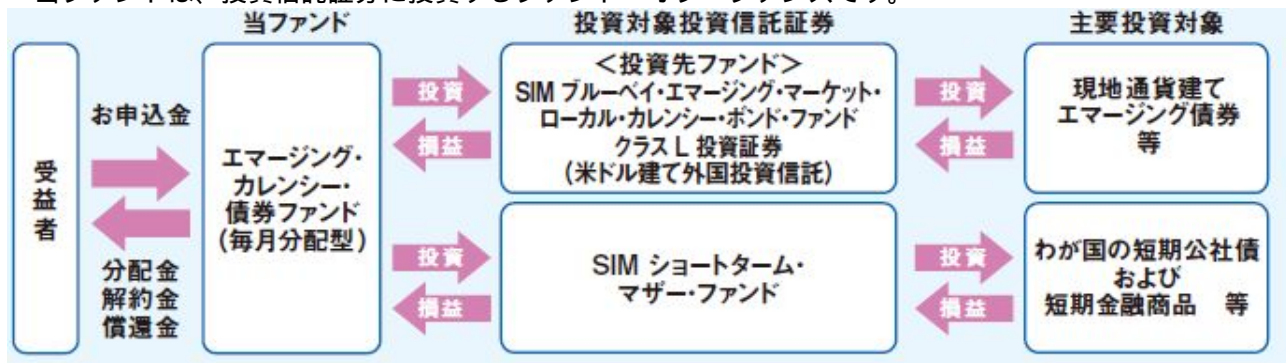 当ファンド
投資対象投資信託証券
主要投資対象
受益者
お申込金
分配金
解約金
償還金
エマージング・
カレンシー・
債券ファンド
(毎月分配型)
投資
損益
<投資先ファンド>
SIM ブルーベイ・エマージング・マーケット・
ローカル・カレンシー・ボンド・ファンド
クラス L 投資証券
(米ドル建て外国投資信託)
投資
損益
現地通貨建て
エマージング債券
等
投資
損益
SIM ショートターム・
マザー・ファンド
投資
損益
わが国の短期公社債
および
短期金融商品 等